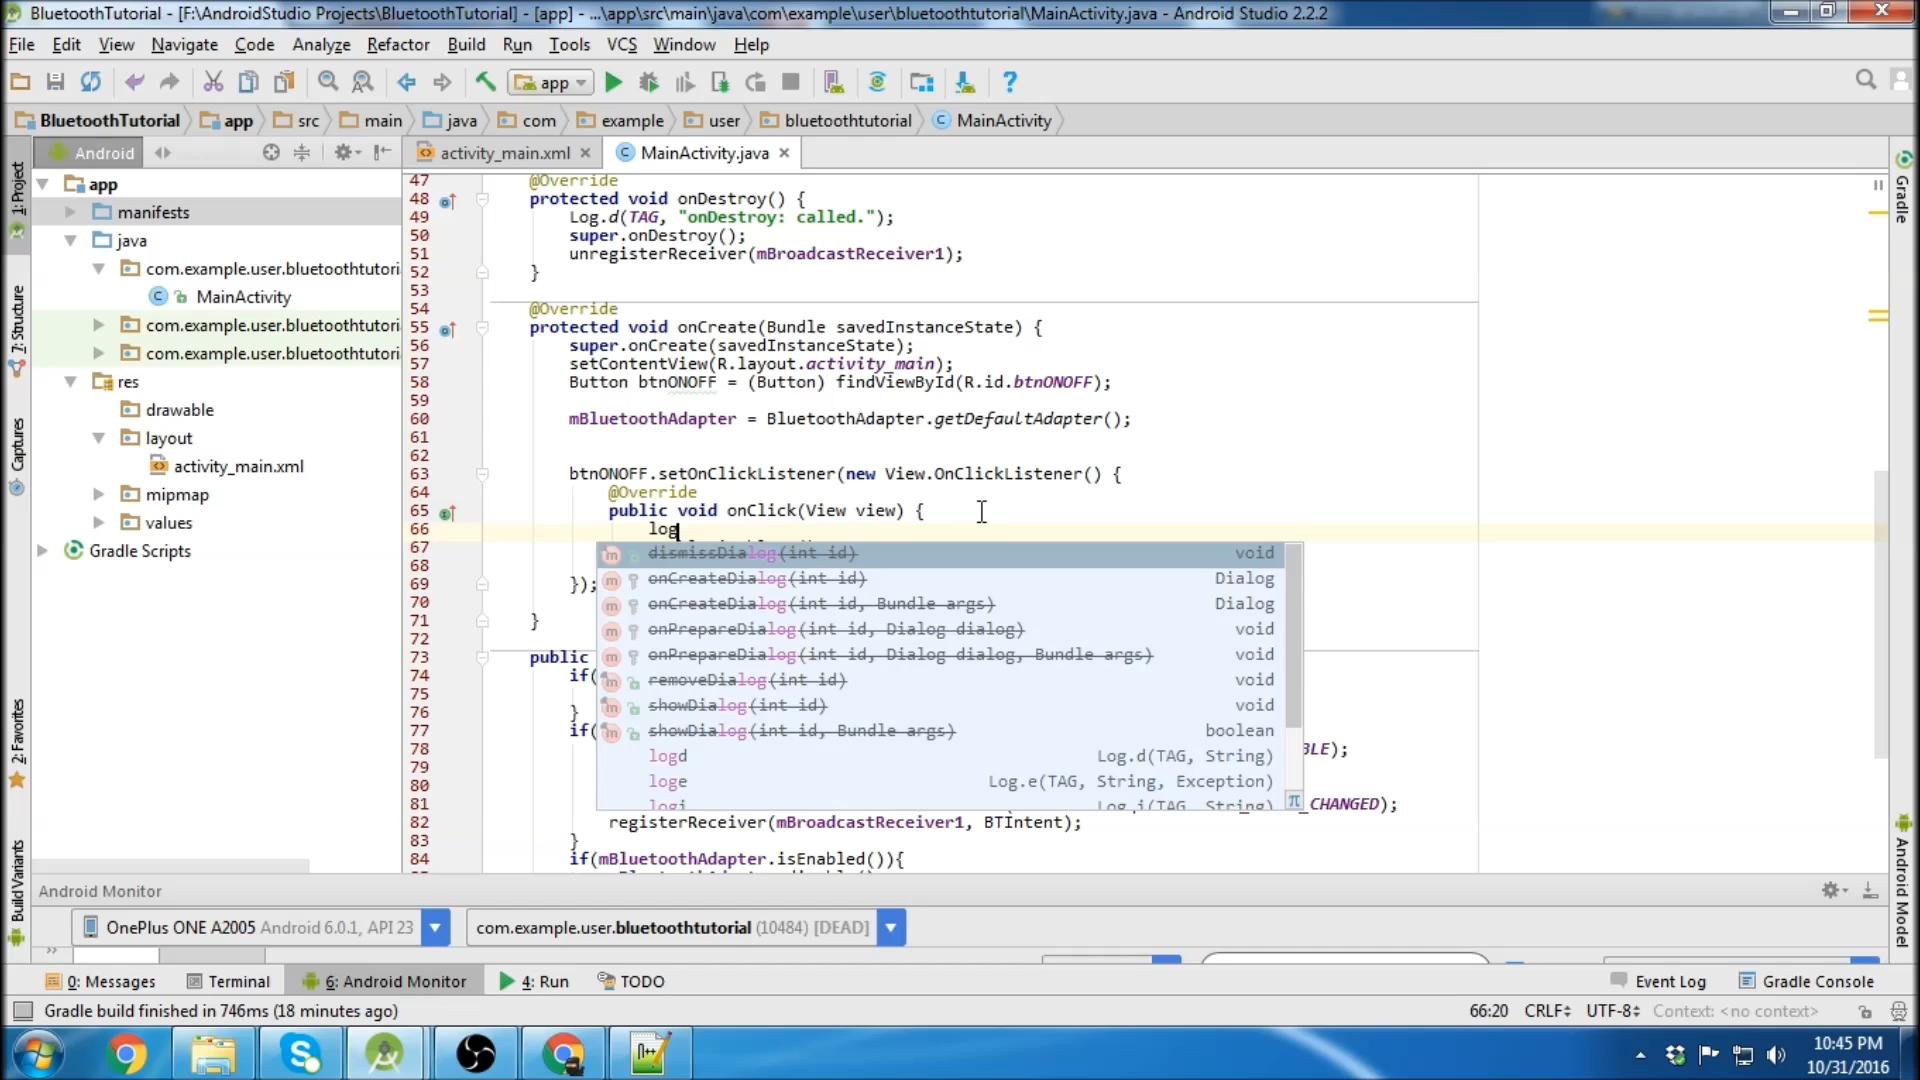 BluetoothTutorial - [F:\AndroidStudio Projects\BluetoothTutorial] - [app] - ...\app\src\main\java\com\example\user\bluetoothtutorial\MainActivity.java - Android Studio 2.2.2
File Edit View Navigate Code Analyze Refactor Build Run Tools VCS Window Help
app
BluetoothTutorial app src main java com example user bluetoothtutorial MainActivity
Android activity_main.xml MainActivity.java
1: Project
7: Structure
Captures
2: Favorites
Build Variants
app
manifests
java
com.example.user.bluetoothtutori
MainActivity
com.example.user.bluetoothtutori
com.example.user.bluetoothtutori
res
drawable
layout
activity_main.xml
mipmap
values
Gradle Scripts
47 @Override
48 protected void onDestroy() {
49 Log.d(TAG, "onDestroy: called.");
50 super.onDestroy();
51 unregisterReceiver(mBroadcastReceiver1);
52 }
53
54 @Override
55 protected void onCreate(Bundle savedInstanceState) {
56 super.onCreate(savedInstanceState);
57 setContentView(R.layout.activity_main);
58 Button btnONOFF = (Button) findViewById(R.id.btnONOFF);
59
60 mBluetoothAdapter = BluetoothAdapter.getDefaultAdapter();
61
62
63 btnONOFF.setOnClickListener(new View.OnClickListener() {
64 @Override
65 public void onClick(View view) {
66 log
67
68
69 });
70
71 }
72
73 public
74 if(
75
76 }
77 if(
78 BLE);
79
80
81 _CHANGED);
82 registerReceiver(mBroadcastReceiver1, BTIntent);
83 }
84 if(mBluetoothAdapter.isEnabled()){
dismissDialog(int id) void
onCreateDialog(int id) Dialog
onCreateDialog(int id, Bundle args) Dialog
onPrepareDialog(int id, Dialog dialog) void
onPrepareDialog(int id, Dialog dialog, Bundle args) void
removeDialog(int id) void
showDialog(int id) void
showDialog(int id, Bundle args) boolean
logd Log.d(TAG, String)
loge Log.e(TAG, String, Exception)
logi Log.i(TAG, String)
π
Gradle
Android Model
Android Monitor
OnePlus ONE A2005 Android 6.0.1, API 23 com.example.user.bluetoothtutorial (10484) [DEAD]
0: Messages Terminal 6: Android Monitor 4: Run TODO Event Log Gradle Console
Gradle build finished in 746ms (18 minutes ago) 66:20 CRLF UTF-8 Context: <no context>
10:45 PM
10/31/2016